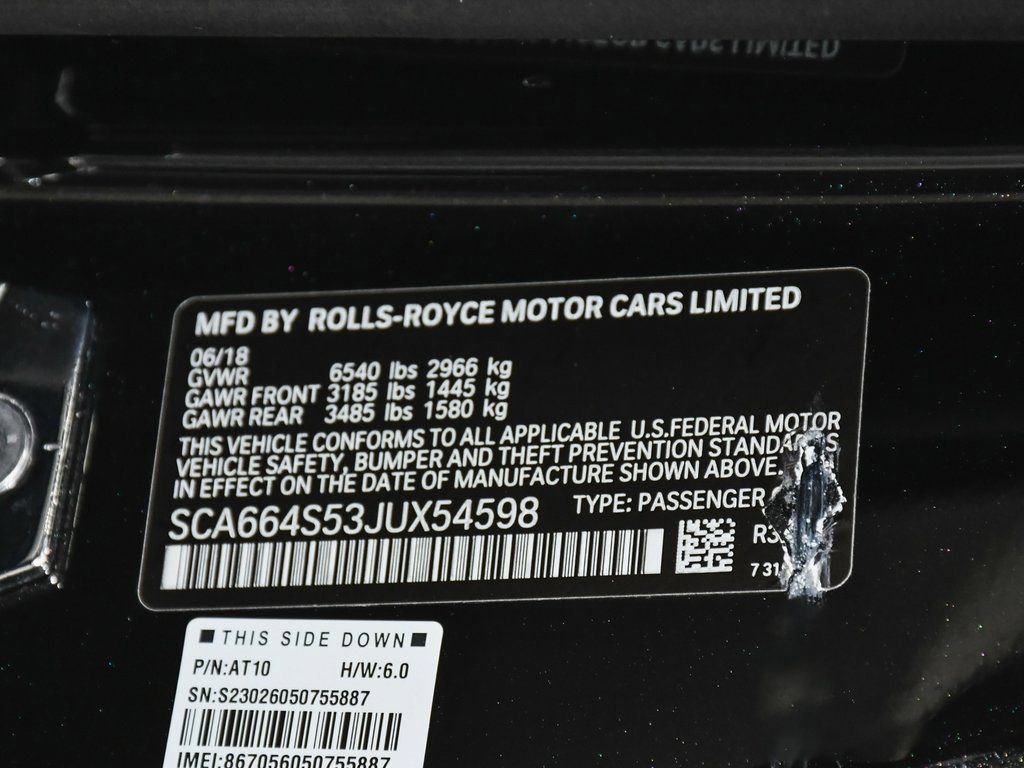 MFD BY ROLLS-ROYCE MOTOR CARS LIMITED
06/18
GVWR 6540 lbs 2966 kg
GAWR FRONT 3185 lbs 1445 kg
GAWR REAR 3485 lbs 1580 kg
THIS VEHICLE CONFORMS TO ALL APPLICABLE U.S.FEDERAL MOTOR
VEHICLE SAFETY, BUMPER AND THEFT PREVENTION STANDARDS
IN EFFECT ON THE DATE OF MANUFACTURE SHOWN ABOVE.
SCA664S53JUX54598 TYPE: PASSENGER
THIS SIDE DOWN
P/N:AT10 H/W:6.0
SN:S23026050755887
IMEI:867056050755887